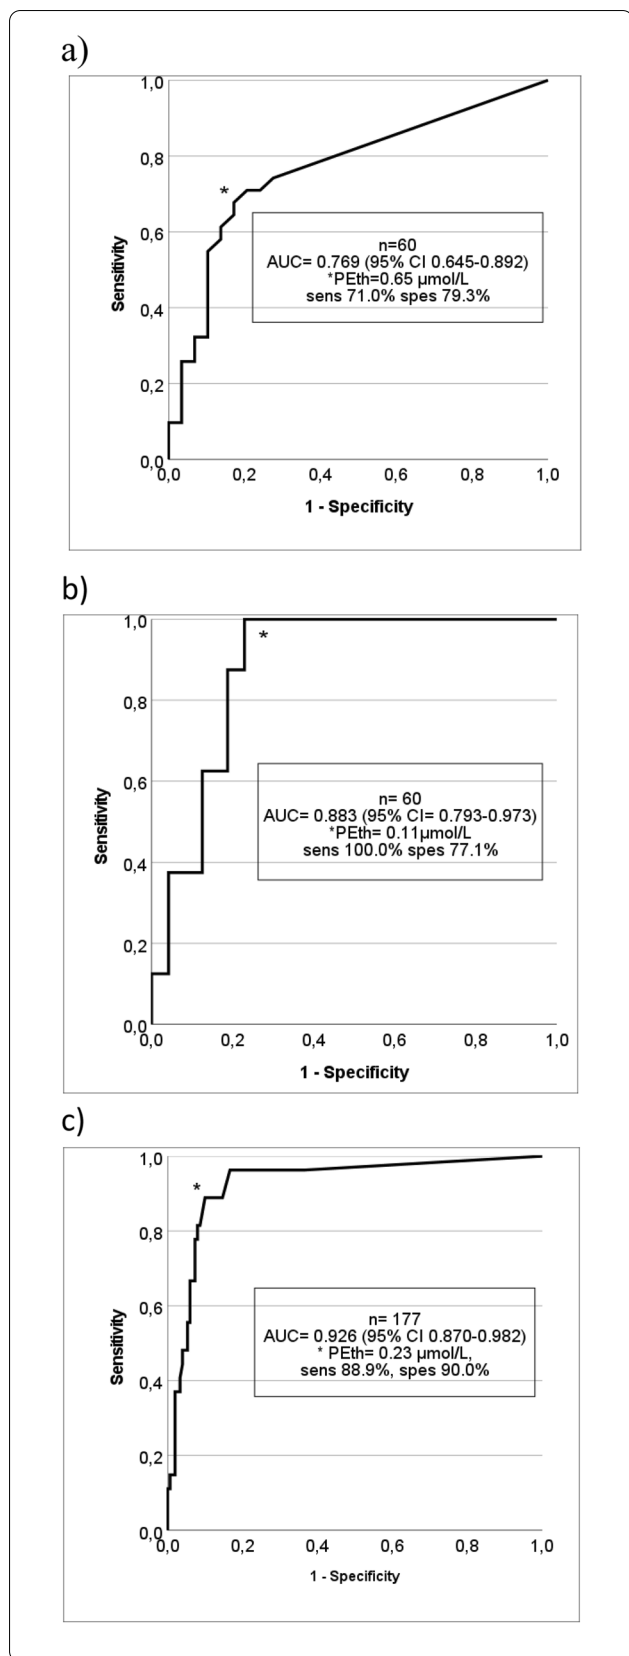 a)
1,0
0,8
0,6
0,4
0,2
0,0
Sensitivity
*
n=60
AUC= 0.769 (95% CI 0.645-0.892)
*PEth=0.65 µmol/L
sens 71.0% spes 79.3%
0,0 0,2 0,4 0,6 0,8 1,0
1 - Specificity
b)
1,0
0,8
0,6
0,4
0,2
0,0
Sensitivity
*
n= 60
AUC= 0.883 (95% CI= 0.793-0.973)
*PEth= 0.11µmol/L
sens 100.0% spes 77.1%
0,0 0,2 0,4 0,6 0,8 1,0
1 - Specificity
c)
1,0
0,8
0,6
0,4
0,2
0,0
Sensitivity
*
n= 177
AUC= 0.926 (95% CI 0.870-0.982)
* PEth= 0.23 µmol/L,
sens 88.9%, spes 90.0%
0,0 0,2 0,4 0,6 0,8 1,0
1 - Specificity